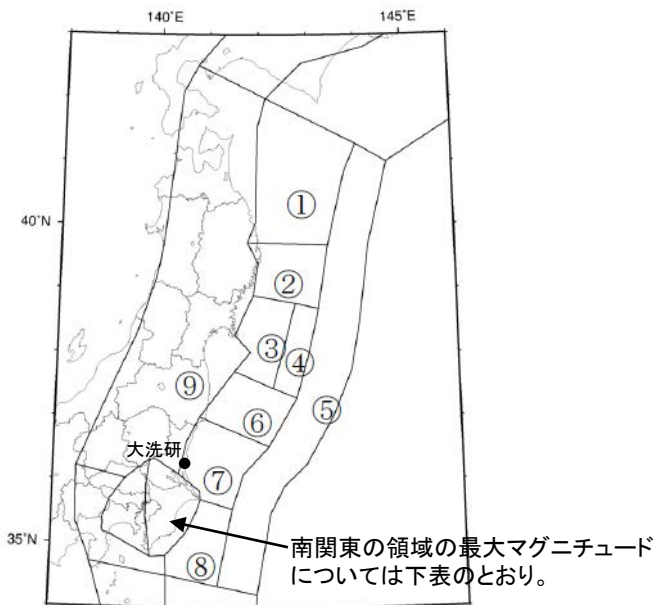 140°E 145°E
①
40°N
②
③ ④
⑨ ⑤
⑥
大洗研
⑦
南関東の領域の最大マグニチュード
35°N
については下表のとおり。
⑧